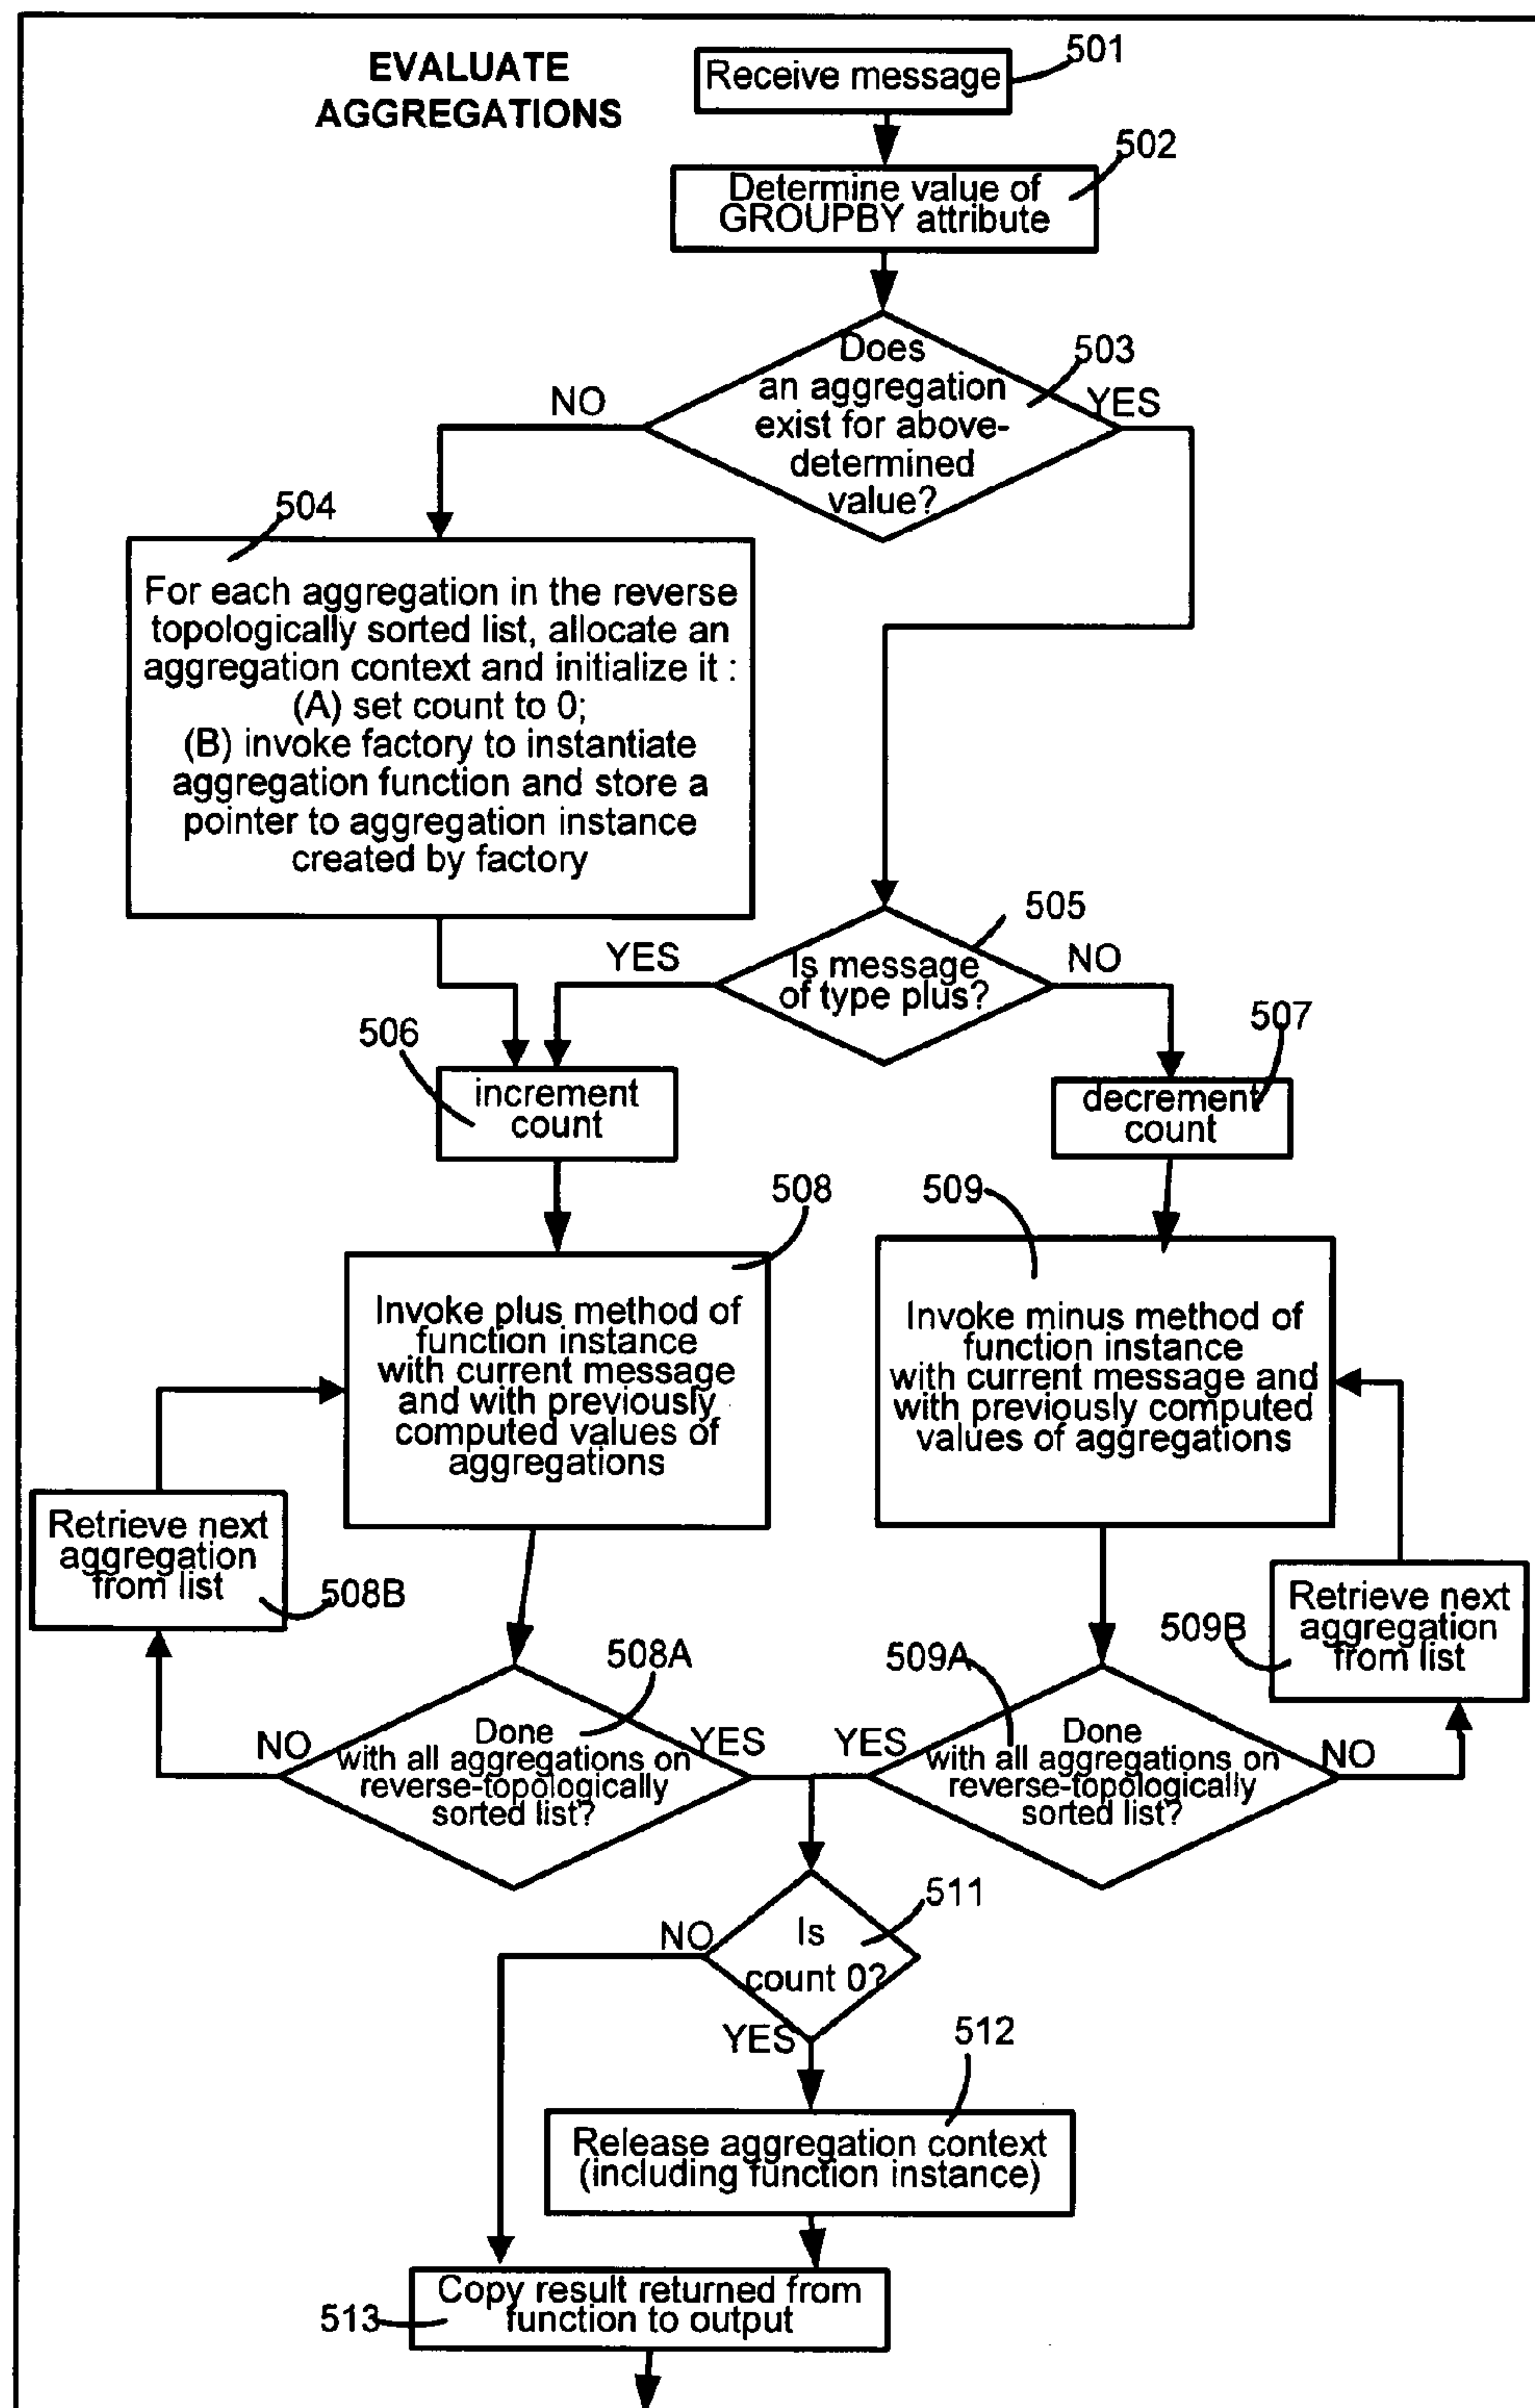 EVALUATE
AGGREGATIONS
501
Receive message
502
Determine value of
GROUPBY attribute
503
Does
an aggregation
exist for above-
determined
value?
NO
YES
504
For each aggregation in the reverse
topologically sorted list, allocate an
aggregation context and initialize it :
(A) set count to 0;
(B) invoke factory to instantiate
aggregation function and store a
pointer to aggregation instance
created by factory
505
YES
Is message
of type plus?
NO
506
increment
count
507
decrement
count
508
Invoke plus method of
function instance
with current message
and with previously
computed values of
aggregations
509
Invoke minus method of
function instance
with current message and
with previously computed
values of aggregations
Retrieve next
aggregation
from list
508B
Retrieve next
aggregation
from list
509B
508A
NO
Done
with all aggregations on
reverse-topologically
sorted list?
YES
509A
YES
Done
with all aggregations on
reverse-topologically
sorted list?
NO
511
NO
Is
count 0?
YES
512
Release aggregation context
(including function instance)
513
Copy result returned from
function to output